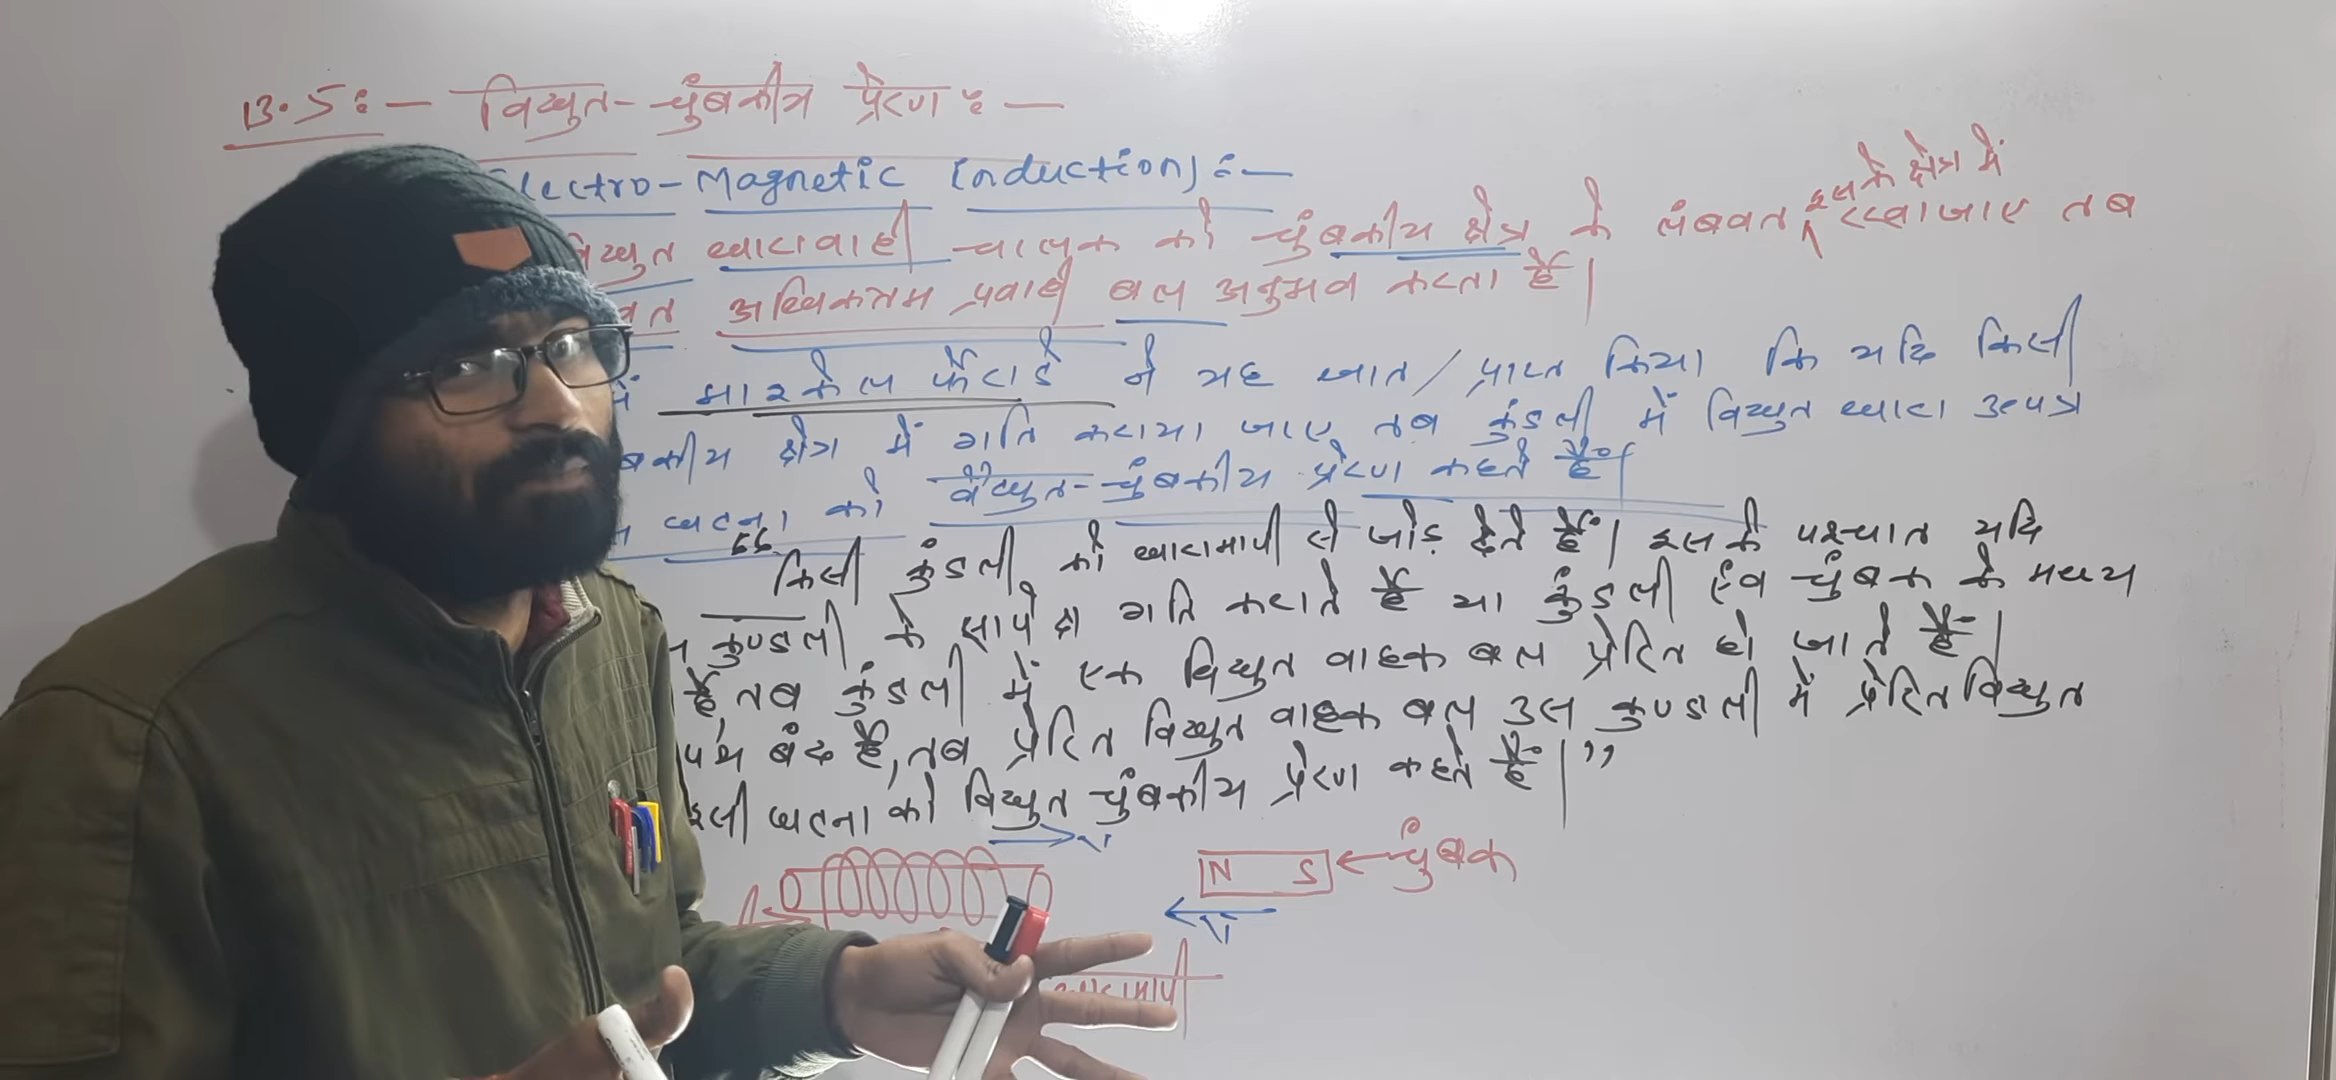 13.5:— विद्युत-चुंबकीय प्रेरण :—
Electro-Magnetic Induction):—
इसके क्षेत्र में
विद्युत धारावाही चालक को चुंबकीय क्षेत्र के लंबवत रखा जाए तब
अधिकतम प्रवाही बल अनुभव करता है।
में माइकेल फैराडे ने यह ज्ञात/प्राप्त किया कि यदि किसी
बकीय क्षेत्र में गति कराया जाए तब कुंडली में विद्युत धारा उत्पन्न
घटना को वैद्युत-चुंबकीय प्रेरण कहते हैं।
“किसी कुंडली को धारामापी से जोड़ देते हैं। इसके पश्चात यदि
कुण्डली के सापेक्ष गति कराते हैं या कुंडली एंव चुंबक के मध्य
हैं, तब कुंडली में एक विद्युत वाहक बल प्रेरित हो जाते हैं।
पथ बंद हैं, तब प्रेरित विद्युत वाहक बल उस कुण्डली में प्रेरित विद्युत
इसी घटना को विद्युत चुंबकीय प्रेरण कहते हैं।”
N S ← चुंबक